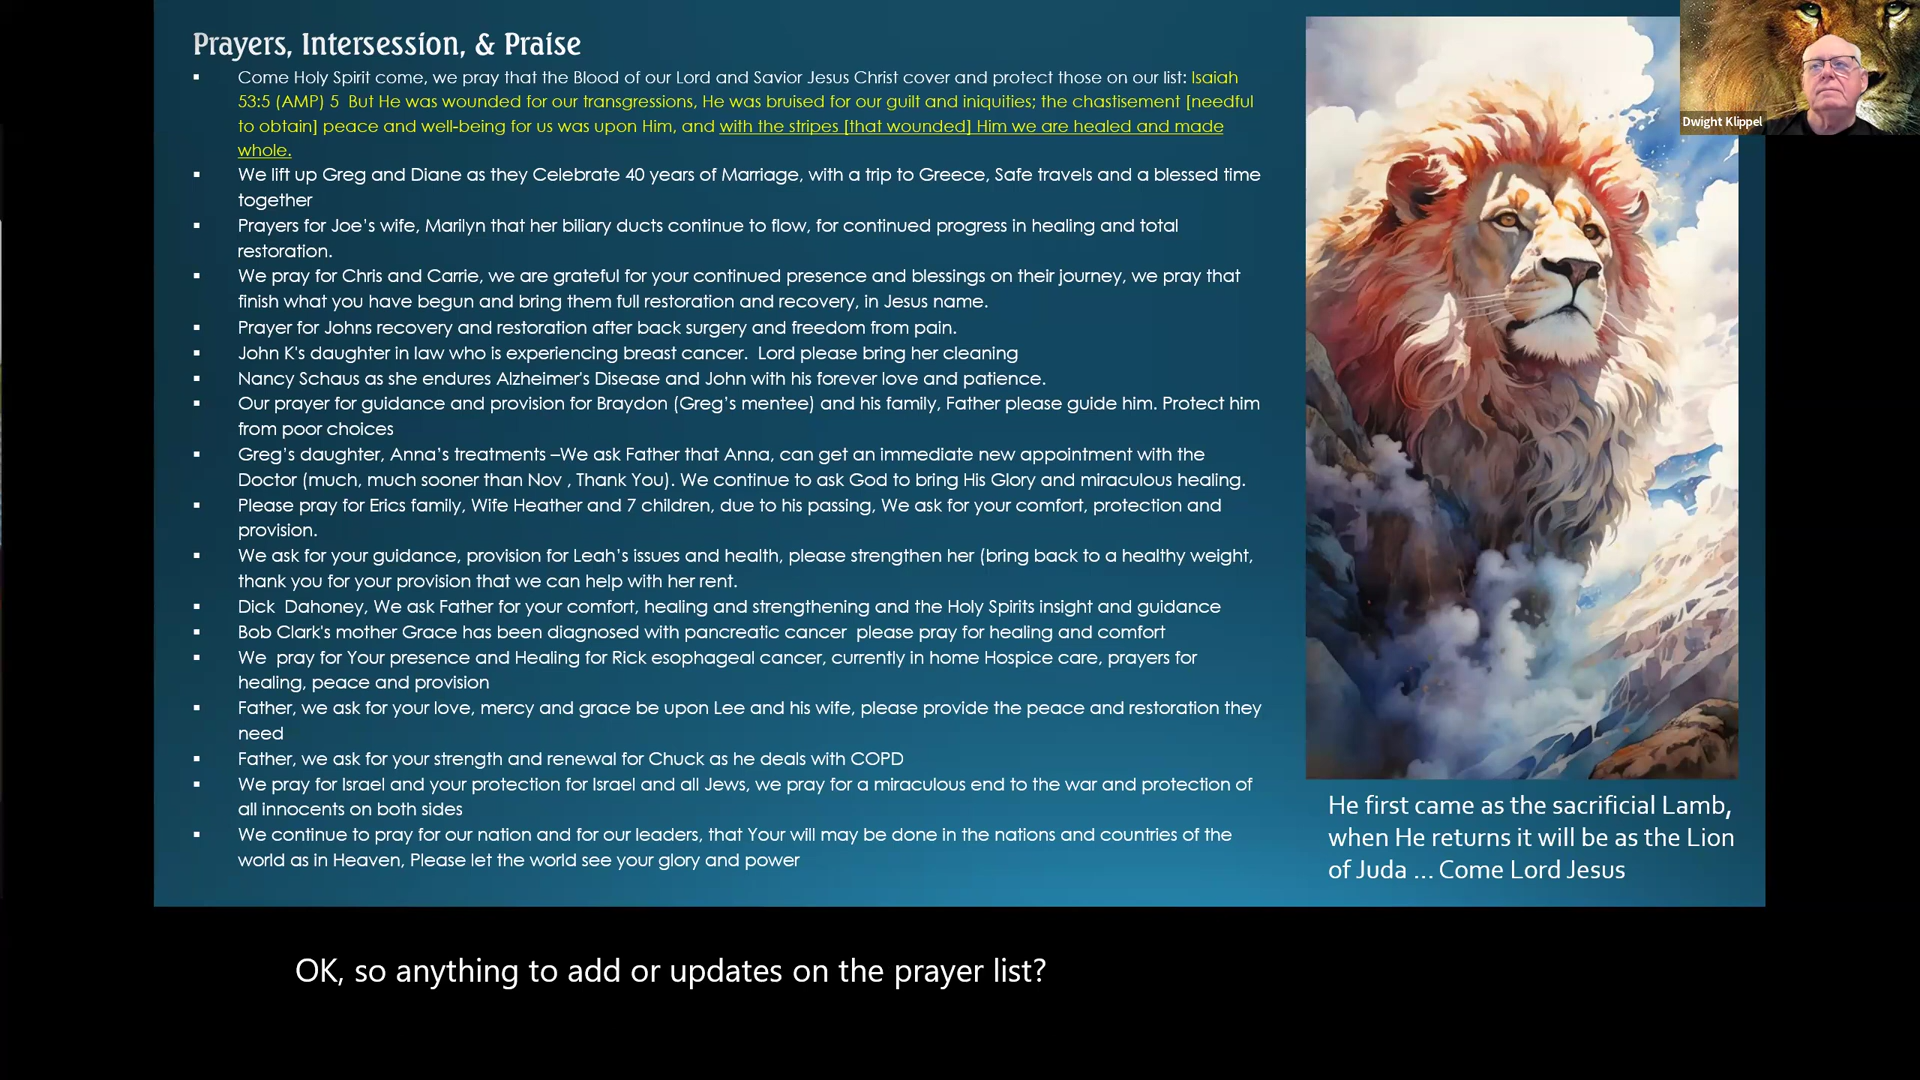 Prayers, Intersession, & Praise
▪ Come Holy Spirit come, we pray that the Blood of our Lord and Savior Jesus Christ cover and protect those on our list: Isaiah
53:5 (AMP) 5 But He was wounded for our transgressions, He was bruised for our guilt and iniquities; the chastisement [needful
to obtain] peace and well-being for us was upon Him, and with the stripes [that wounded] Him we are healed and made
whole.
▪ We lift up Greg and Diane as they Celebrate 40 years of Marriage, with a trip to Greece, Safe travels and a blessed time
together
▪ Prayers for Joe's wife, Marilyn that her biliary ducts continue to flow, for continued progress in healing and total
restoration.
▪ We pray for Chris and Carrie, we are grateful for your continued presence and blessings on their journey, we pray that
finish what you have begun and bring them full restoration and recovery, in Jesus name.
▪ Prayer for Johns recovery and restoration after back surgery and freedom from pain.
▪ John K's daughter in law who is experiencing breast cancer. Lord please bring her cleaning
▪ Nancy Schaus as she endures Alzheimer's Disease and John with his forever love and patience.
▪ Our prayer for guidance and provision for Braydon (Greg's mentee) and his family, Father please guide him. Protect him
from poor choices
▪ Greg's daughter, Anna's treatments –We ask Father that Anna, can get an immediate new appointment with the
Doctor (much, much sooner than Nov , Thank You). We continue to ask God to bring His Glory and miraculous healing.
▪ Please pray for Erics family, Wife Heather and 7 children, due to his passing, We ask for your comfort, protection and
provision.
▪ We ask for your guidance, provision for Leah's issues and health, please strengthen her (bring back to a healthy weight,
thank you for your provision that we can help with her rent.
▪ Dick Dahoney, We ask Father for your comfort, healing and strengthening and the Holy Spirits insight and guidance
▪ Bob Clark's mother Grace has been diagnosed with pancreatic cancer please pray for healing and comfort
▪ We pray for Your presence and Healing for Rick esophageal cancer, currently in home Hospice care, prayers for
healing, peace and provision
▪ Father, we ask for your love, mercy and grace be upon Lee and his wife, please provide the peace and restoration they
need
▪ Father, we ask for your strength and renewal for Chuck as he deals with COPD
▪ We pray for Israel and your protection for Israel and all Jews, we pray for a miraculous end to the war and protection of
all innocents on both sides
▪ We continue to pray for our nation and for our leaders, that Your will may be done in the nations and countries of the
world as in Heaven, Please let the world see your glory and power
Dwight Klippel
He first came as the sacrificial Lamb,
when He returns it will be as the Lion
of Juda ... Come Lord Jesus
OK, so anything to add or updates on the prayer list?